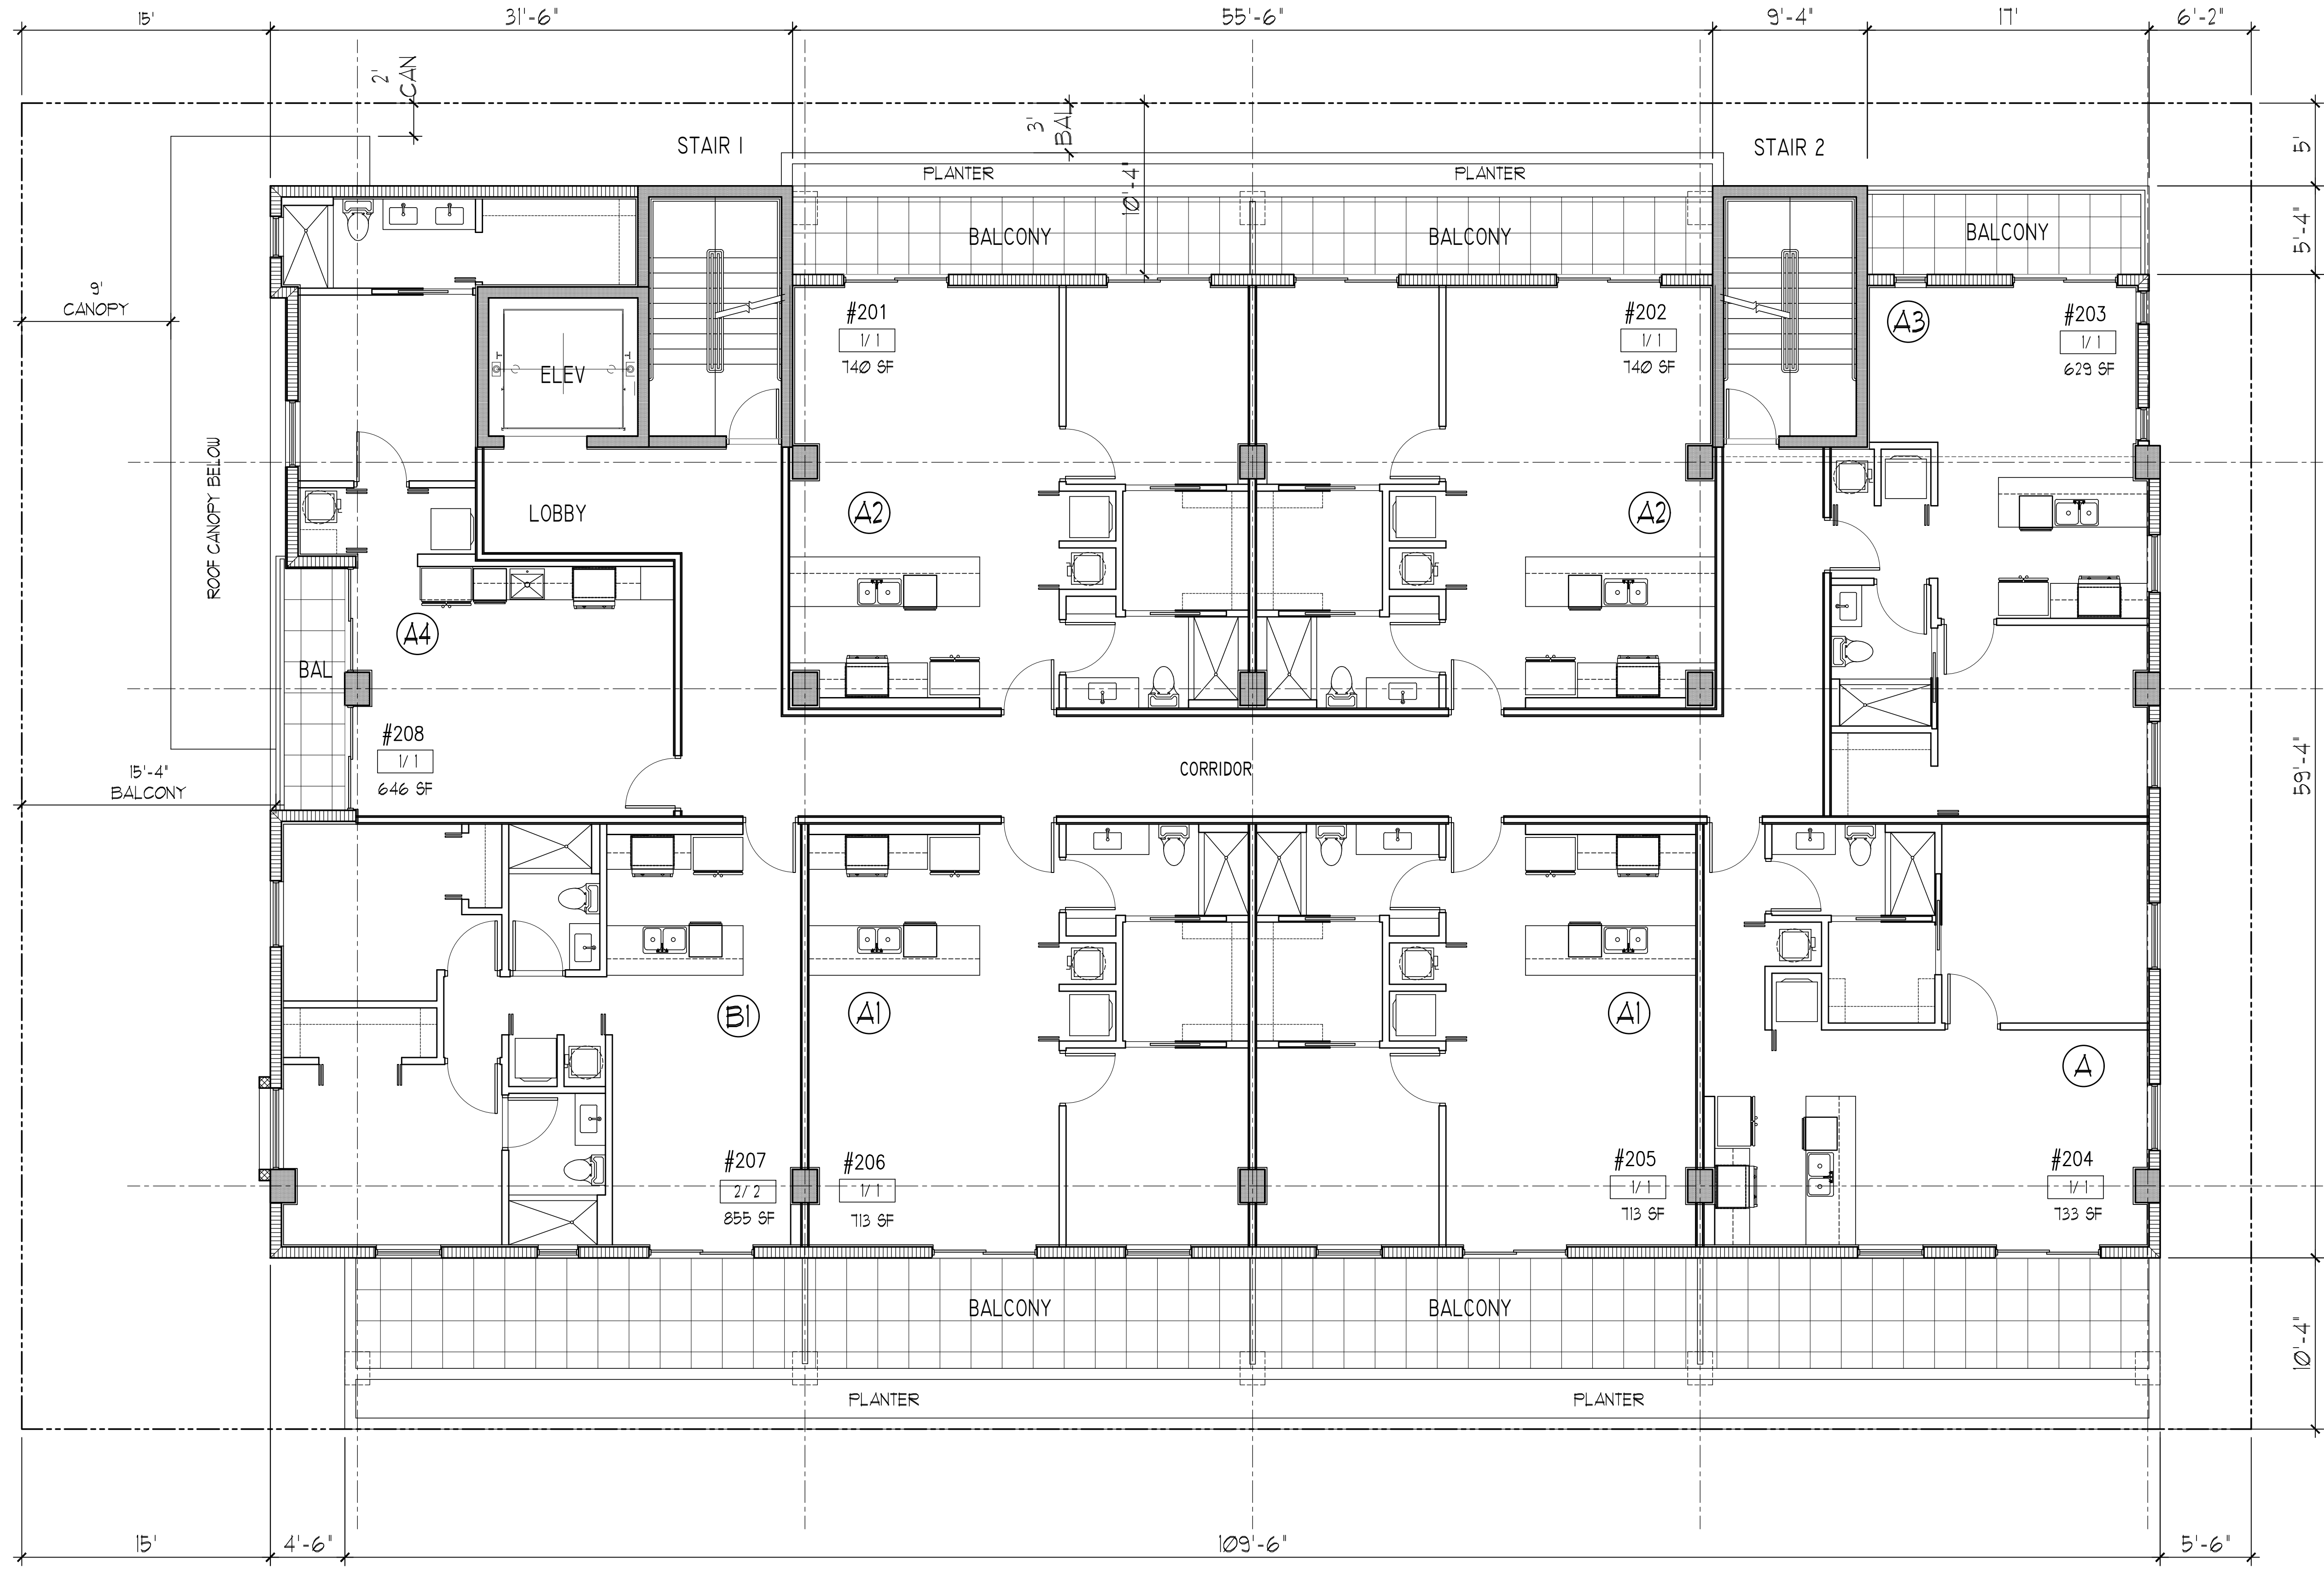 15' 31'-6" 55'-6" 9'-4" 17' 6'-2"
2'
CAN
3'
BAL
10'-4"
STAIR 1
STAIR 2
PLANTER PLANTER
5'
5'-4"
BALCONY BALCONY BALCONY
9'
CANOPY
ROOF CANOPY BELOW
ELEV
#201
1/1
740 SF
#202
1/1
740 SF
A3
#203
1/1
629 SF
LOBBY
A2 A2
A4
BAL
#208
1/1
646 SF
15'-4"
BALCONY
CORRIDOR
59'-4"
B1 A1 A1
A
#207
2/2
855 SF
#206
1/1
713 SF
#205
1/1
713 SF
#204
1/1
733 SF
BALCONY BALCONY
10'-4"
PLANTER PLANTER
15' 4'-6" 109'-6" 5'-6"